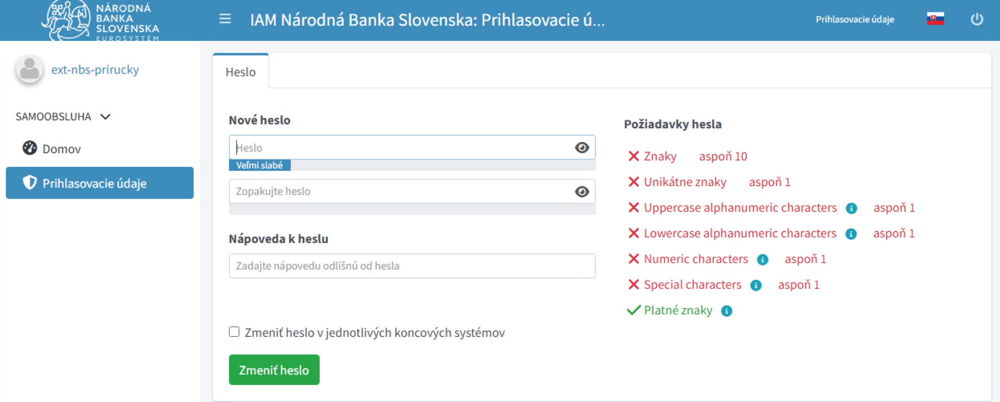 NÁRODNÁ
BANKA
SLOVENSKA
EUROSYSTÉM
IAM Národná Banka Slovenska: Prihlasovacie ú...
Prihlasovacie údaje
ext-nbs-prirucky
SAMOOBSLUHA
Domov
Prihlasovacie údaje
Heslo
Nové heslo
Heslo
Veľmi slabé
Zopakujte heslo
Nápoveda k heslu
Zadajte nápovedu odlišnú od hesla
Zmeniť heslo v jednotlivých koncových systémov
Zmeniť heslo
Požiadavky hesla
Znaky aspoň 10
Unikátne znaky aspoň 1
Uppercase alphanumeric characters aspoň 1
Lowercase alphanumeric characters aspoň 1
Numeric characters aspoň 1
Special characters aspoň 1
Platné znaky